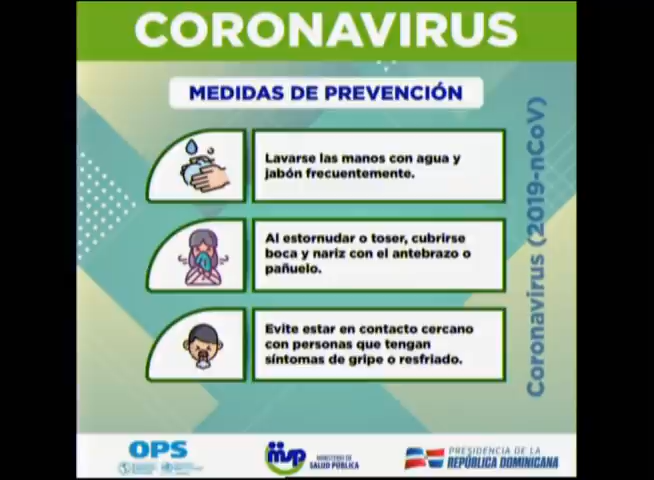 CORONAVIRUS
MEDIDAS DE PREVENCIÓN
Lavarse las manos con agua y
jabón frecuentemente.
Al estornudar o toser, cubrirse
boca y nariz con el antebrazo o
pañuelo.
Evite estar en contacto cercano
con personas que tengan
síntomas de gripe o resfriado.
Coronavirus (2019-nCoV)
OPS
msp
MINISTERIO DE
SALUD PÚBLICA
PRESIDENCIA DE LA
REPÚBLICA DOMINICANA